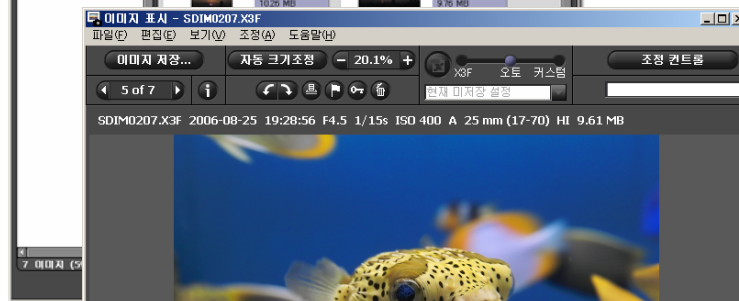 10.26 MB
9.76 MB
이미지 표시 - SDIM0207.X3F
파일(F) 편집(E) 보기(V) 조정(A) 도움말(H)
이미지 저장... 자동 크기조정 - 20.1% + X3F 오토 커스텀 조정 컨트롤
5 of 7 현재 미저장 설정
SDIM0207.X3F 2006-08-25 19:28:56 F4.5 1/15s ISO 400 A 25 mm (17-70) HI 9.61 MB
7 이미지